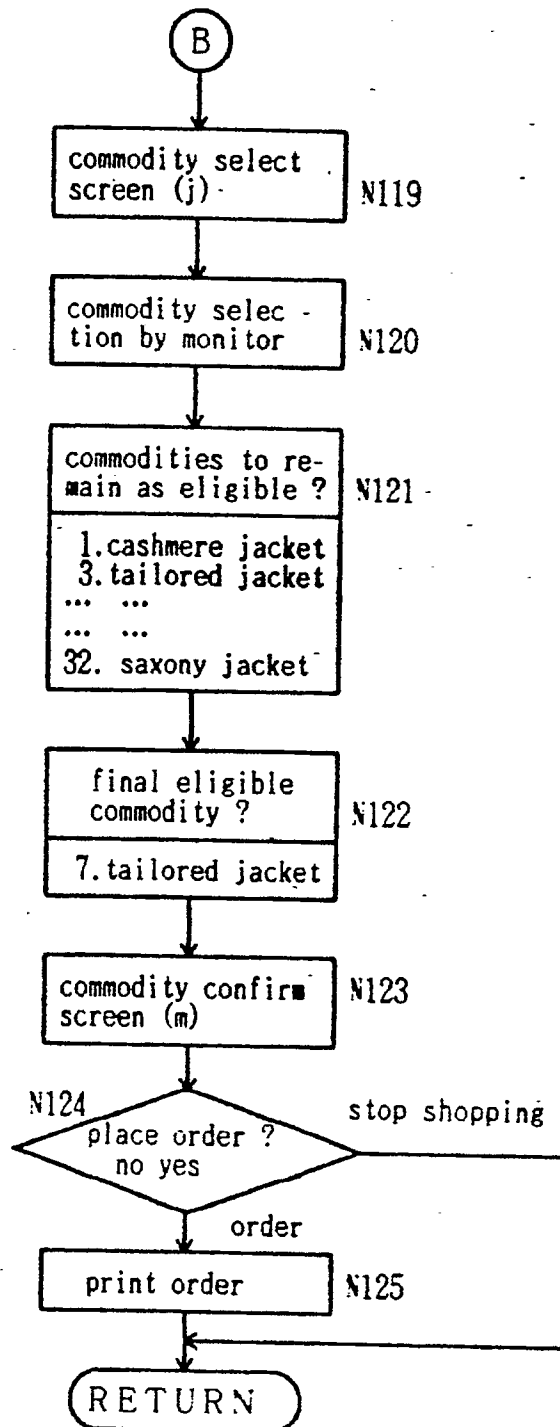 B
commodity select
screen (j)
N119
commodity selec -
tion by monitor
N120
commodities to re-
main as eligible ?
N121
1. cashmere jacket
3. tailored jacket
... ...
... ...
32. saxony jacket
final eligible
commodity ?
N122
7. tailored jacket
commodity confirm
screen (m)
N123
N124
stop shopping
place order ?
no yes
order
print order
N125
RETURN